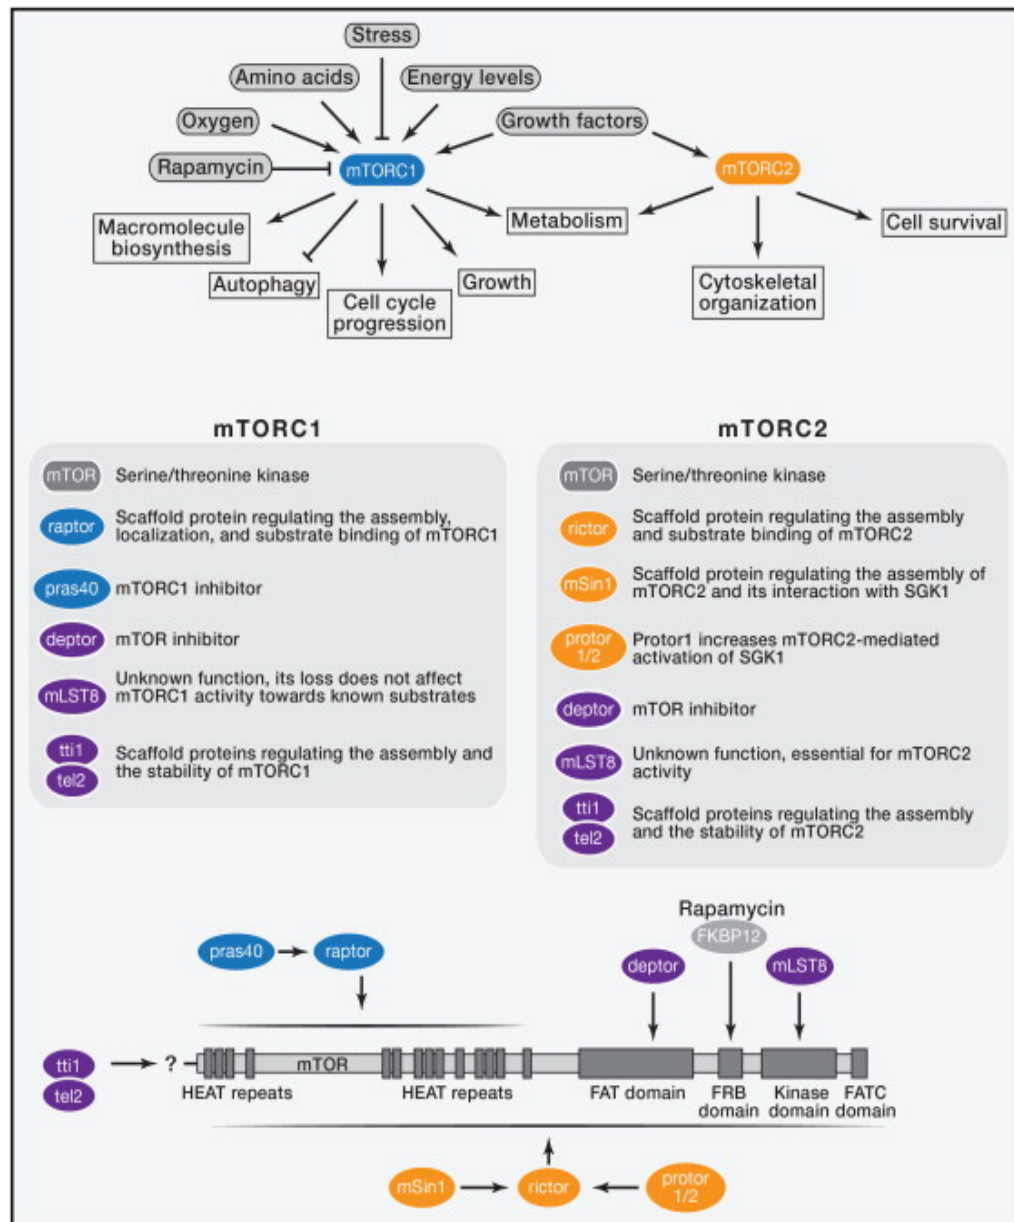 Stress
Amino acids
Energy levels
Oxygen
Growth factors
Rapamycin
mTORC1
mTORC2
Macromolecule
biosynthesis
Metabolism
Cell survival
Autophagy
Growth
Cell cycle
progression
Cytoskeletal
organization
mTORC1
mTOR
Serine/threonine kinase
raptor
Scaffold protein regulating the assembly,
localization, and substrate binding of mTORC1
pras40
mTORC1 inhibitor
deptor
mTOR inhibitor
mLST8
Unknown function, its loss does not affect
mTORC1 activity towards known substrates
tti1
tel2
Scaffold proteins regulating the assembly and
the stability of mTORC1
mTORC2
mTOR
Serine/threonine kinase
rictor
Scaffold protein regulating the assembly
and substrate binding of mTORC2
mSin1
Scaffold protein regulating the assembly of
mTORC2 and its interaction with SGK1
protor
1/2
Protor1 increases mTORC2-mediated
activation of SGK1
deptor
mTOR inhibitor
mLST8
Unknown function, essential for mTORC2
activity
tti1
tel2
Scaffold proteins regulating the assembly
and the stability of mTORC2
Rapamycin
FKBP12
pras40
raptor
deptor
mLST8
tti1
tel2
?
mTOR
HEAT repeats
HEAT repeats
FAT domain
FRB
domain
Kinase
domain
FATC
domain
mSin1
rictor
protor
1/2